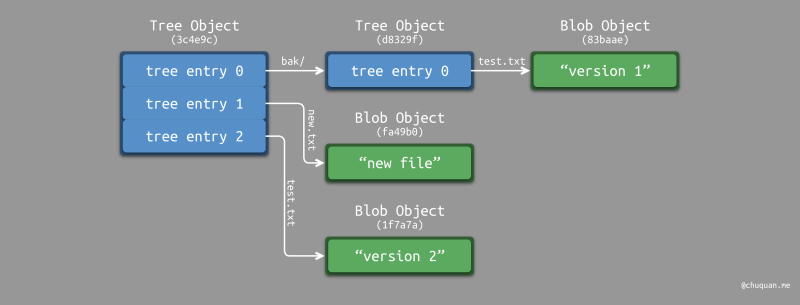 Tree Object
(3c4e9c)
Tree Object
(d8329f)
Blob Object
(83baae)
tree entry 0
bak/
tree entry 0
test.txt
“version 1”
tree entry 1
new.txt
tree entry 2
test.txt
Blob Object
(fa49b0)
“new file”
Blob Object
(1f7a7a)
“version 2”
@chuquan.me